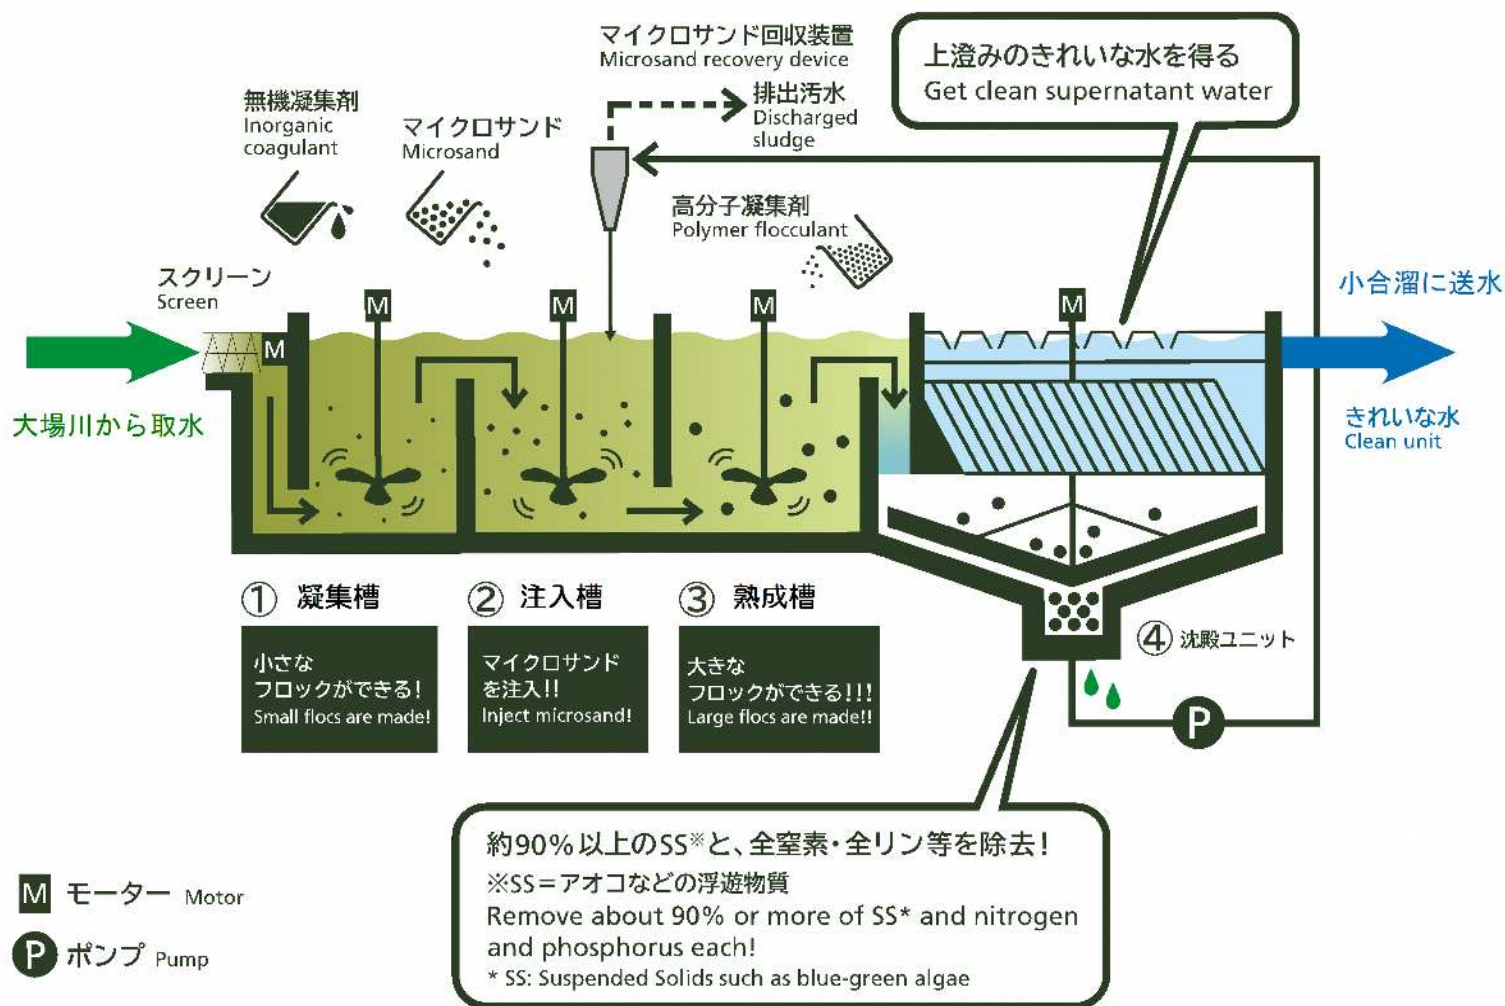 マイクロサンド回収装置
Microsand recovery device
排出汚水
Discharged
sludge
上澄みのきれいな水を得る
Get clean supernatant water
無機凝集剤
Inorganic
coagulant
マイクロサンド
Microsand
高分子凝集剤
Polymer flocculant
スクリーン
Screen
M
M
M
M
M
大場川から取水
小合溜に送水
きれいな水
Clean unit
① 凝集槽
小さな
フロックができる!
Small flocs are made!
② 注入槽
マイクロサンド
を注入!!
Inject microsand!
③ 熟成槽
大きな
フロックができる!!!
Large flocs are made!!
④ 沈殿ユニット
P
約90%以上のSS※と、全窒素・全リン等を除去!
※SS=アオコなどの浮遊物質
Remove about 90% or more of SS* and nitrogen
and phosphorus each!
* SS: Suspended Solids such as blue-green algae
M モーター Motor
P ポンプ Pump